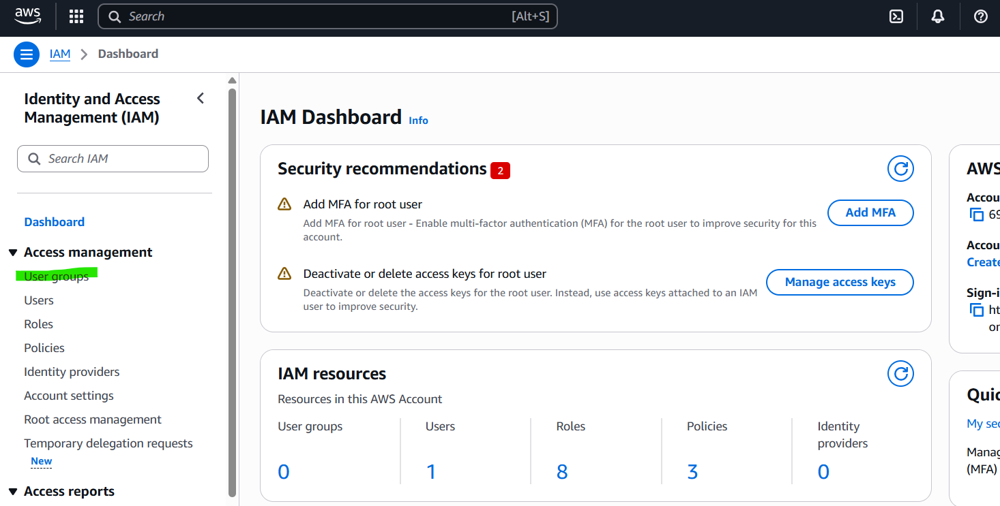 aws
Search [Alt+S]
IAM > Dashboard
Identity and Access
Management (IAM)
Search IAM
Dashboard
Access management
User groups
Users
Roles
Policies
Identity providers
Account settings
Root access management
Temporary delegation requests
New
Access reports
IAM Dashboard Info
Security recommendations 2
Add MFA for root user
Add MFA for root user - Enable multi-factor authentication (MFA) for the root user to improve security for this
account.
Add MFA
Deactivate or delete access keys for root user
Deactivate or delete the access keys for the root user. Instead, use access keys attached to an IAM
user to improve security.
Manage access keys
IAM resources
Resources in this AWS Account
User groups
0
Users
1
Roles
8
Policies
3
Identity
providers
0
AWS
Accou
69
Accou
Create
Sign-i
ht
or
Quic
My sec
Manag
(MFA)